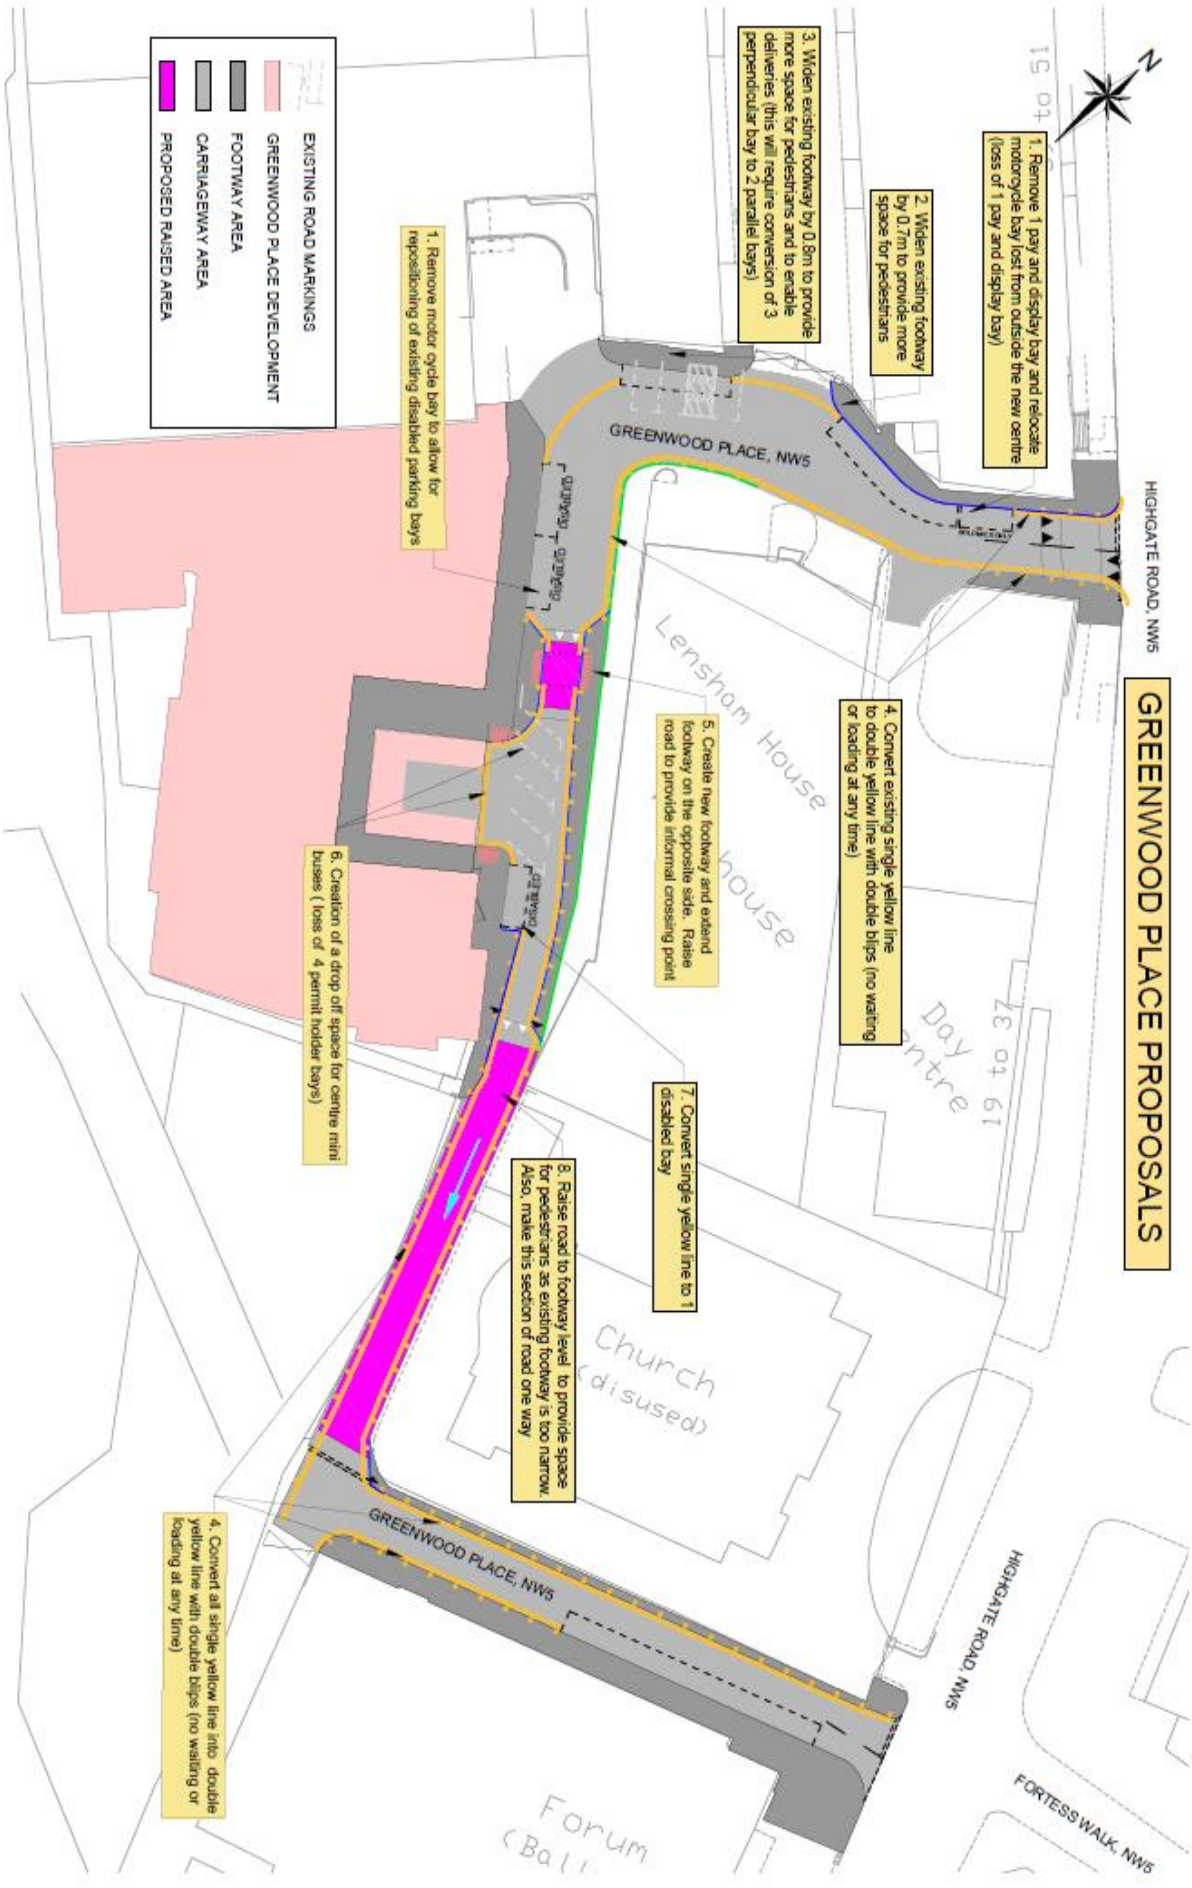 GREENWOOD PLACE PROPOSALS
N
HIGHGATE ROAD, NW5
1. Remove 1 pay and display bay and relocate
motorcycle bay lost from outside the new centre
(loss of 1 pay and display bay)
2. Widen existing footway
by 0.7m to provide more
space for pedestrians
3. Widen existing footway by 0.8m to provide
more space for pedestrians and to enable
deliveries (this will require conversion of 3
perpendicular bay to 2 parallel bays)
4. Convert existing single yellow line
to double yellow line with double blips (no waiting
or loading at any time)
5. Create new footway and extend
footway on the opposite side. Raise
road to provide informal crossing point
7. Convert single yellow line to 1
disabled bay
8. Raise road to footway level to provide space
for pedestrians as existing footway is too narrow.
Also, make this section of road one way
1. Remove motor cycle bay to allow for
repositioning of existing disabled parking bays
6. Creation of a drop off space for centre mini
buses ( loss of 4 permit holder bays)
4. Convert all single yellow line into double
yellow line with double blips (no waiting or
loading at any time)
GREENWOOD PLACE, NW5
DISABLED
DISABLED
DISABLED
Lensham House
house
Day
19 to 37
to 51
Church
(disused)
GREENWOOD PLACE, NW5
HIGHGATE ROAD, NW5
FORTESS WALK, NW5
Forum
EXISTING ROAD MARKINGS
GREENWOOD PLACE DEVELOPMENT
FOOTWAY AREA
CARRIAGEWAY AREA
PROPOSED RAISED AREA